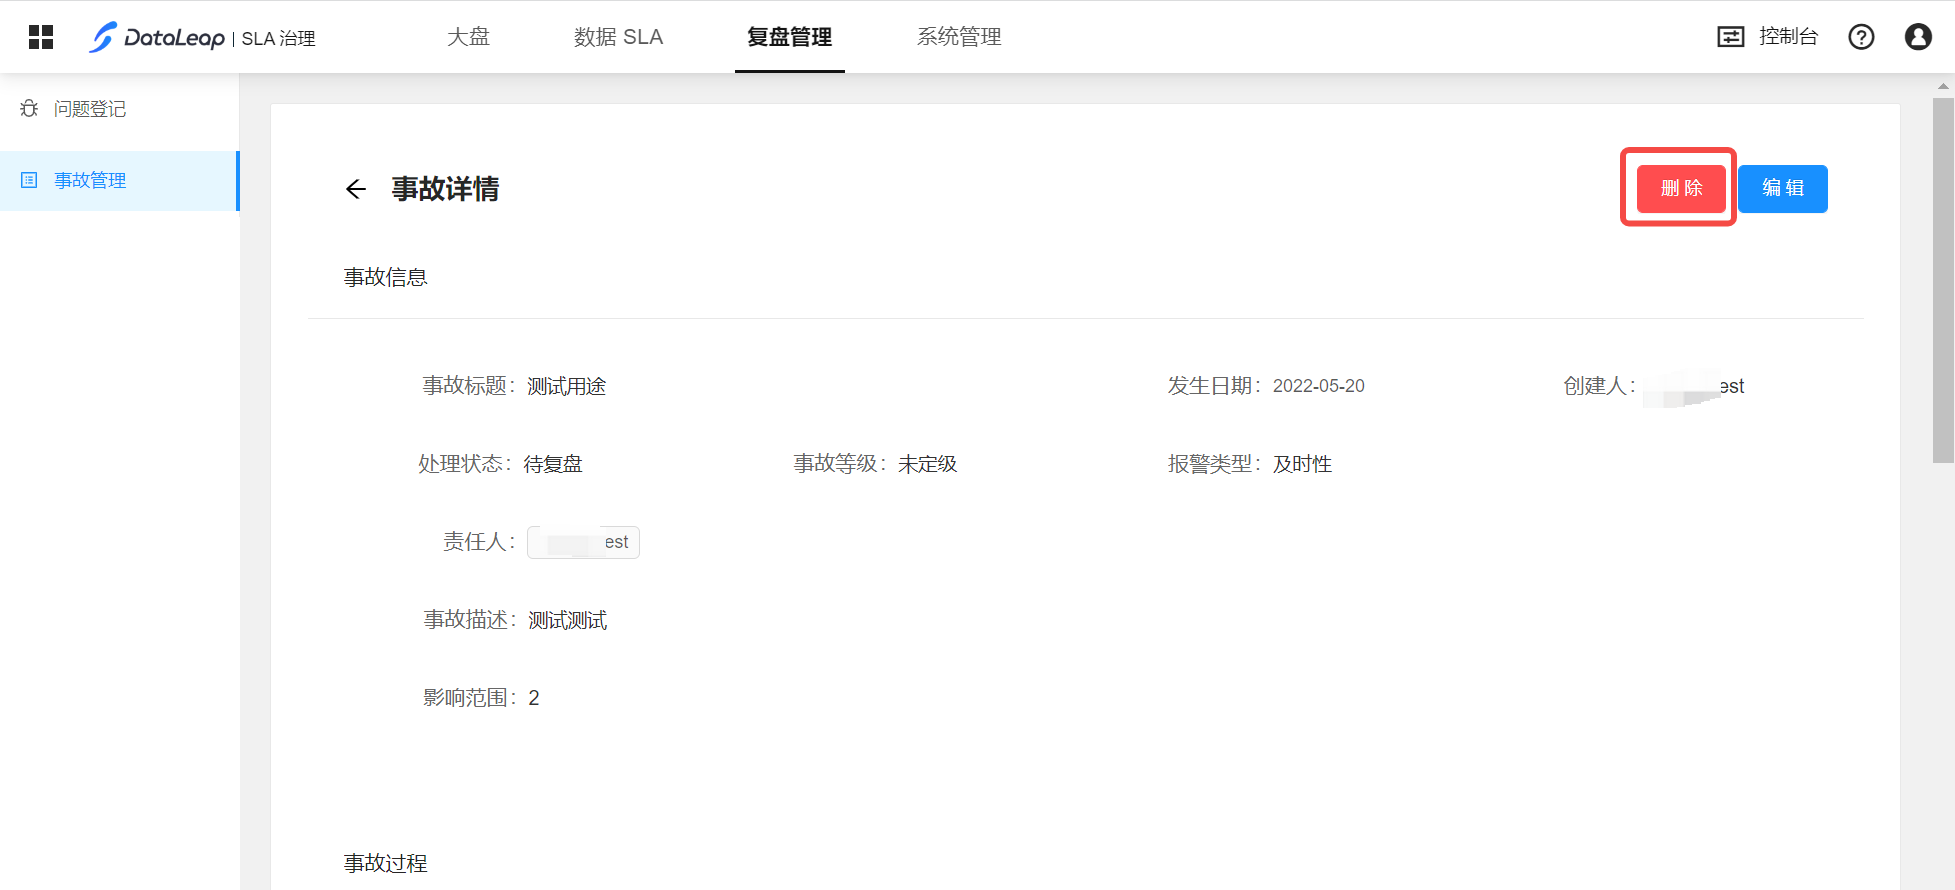 DataLeap | SLA 治理 大盘 数据 SLA 复盘管理 系统管理 控制台
问题登记
事故管理
事故详情 删除 编辑
事故信息
事故标题： 测试用途 发生日期： 2022-05-20 创建人： est
处理状态： 待复盘 事故等级： 未定级 报警类型： 及时性
责任人： est
事故描述： 测试测试
影响范围： 2
事故过程